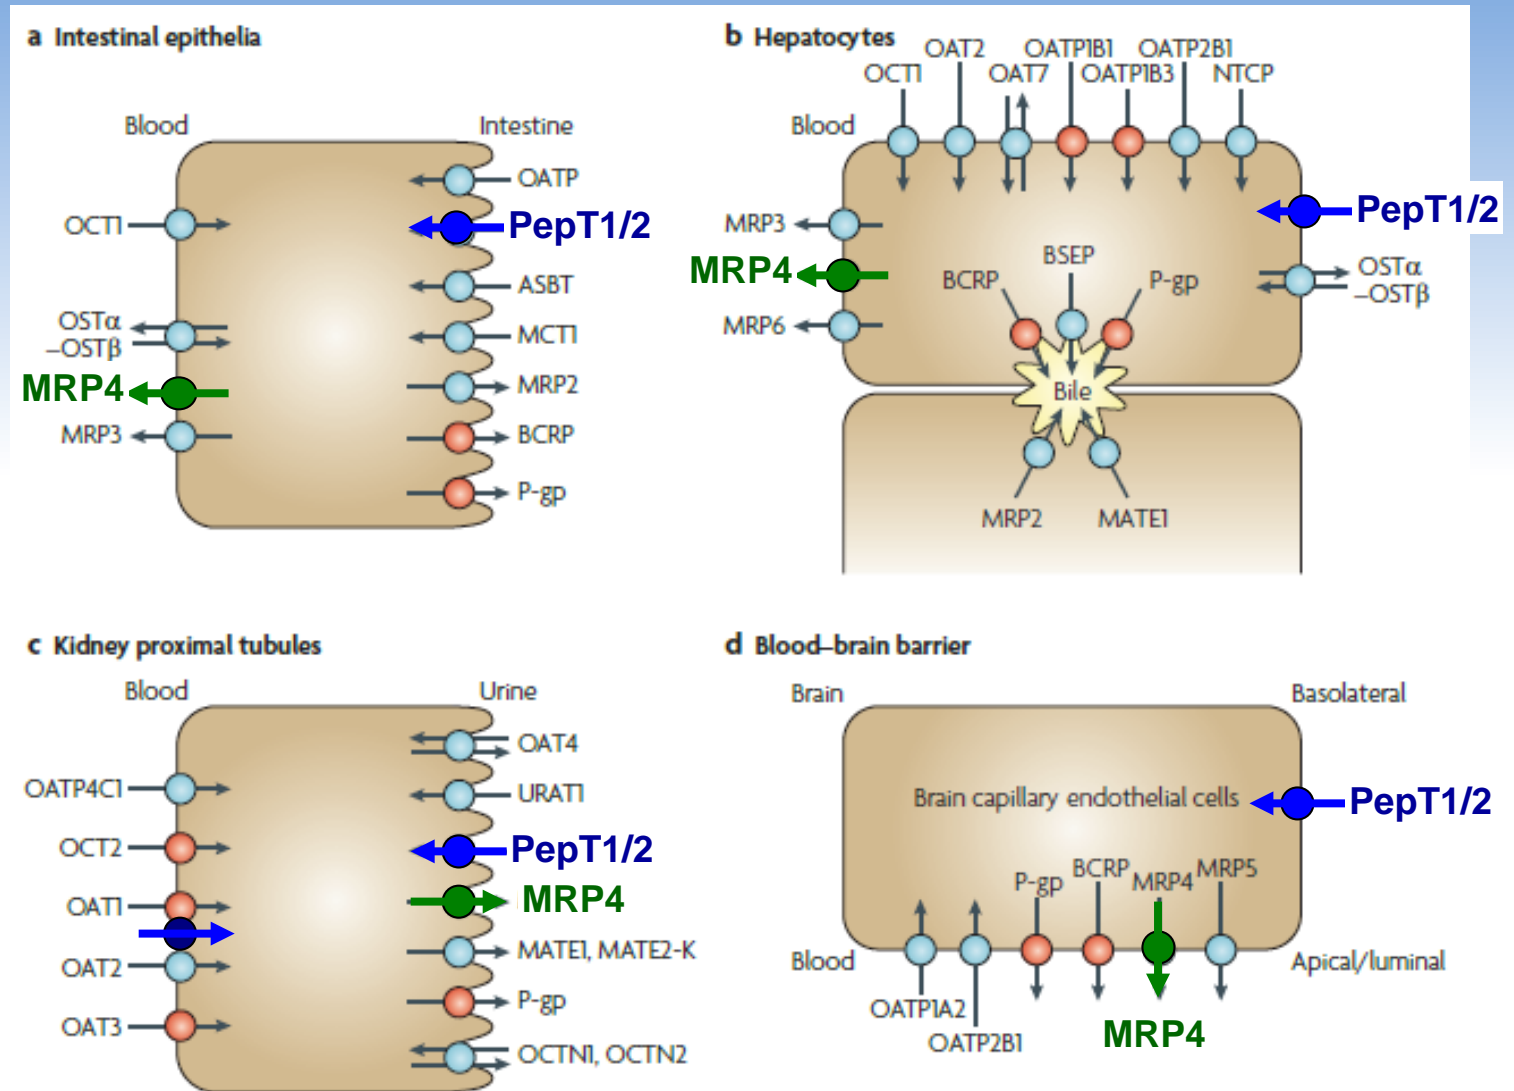 a Intestinal epithelia
Blood
Intestine
OCT1
OSTα
–OSTβ
MRP4
MRP3
OATP
PepT1/2
ASBT
MCT1
MRP2
BCRP
P-gp
b Hepatocytes
OAT2
OATP1B1
OATP2B1
OCT1
OAT7
OATP1B3
NTCP
Blood
MRP3
MRP4
MRP6
BCRP
BSEP
P-gp
PepT1/2
OSTα
–OSTβ
Bile
MRP2
MATE1
c Kidney proximal tubules
Blood
Urine
OATP4C1
OCT2
OAT1
OAT2
OAT3
OAT4
URAT1
PepT1/2
MRP4
MATE1, MATE2-K
P-gp
OCTN1, OCTN2
d Blood–brain barrier
Brain
Basolateral
Brain capillary endothelial cells
PepT1/2
P-gp
BCRP
MRP4
MRP5
Blood
Apical/luminal
OATP1A2
OATP2B1
MRP4